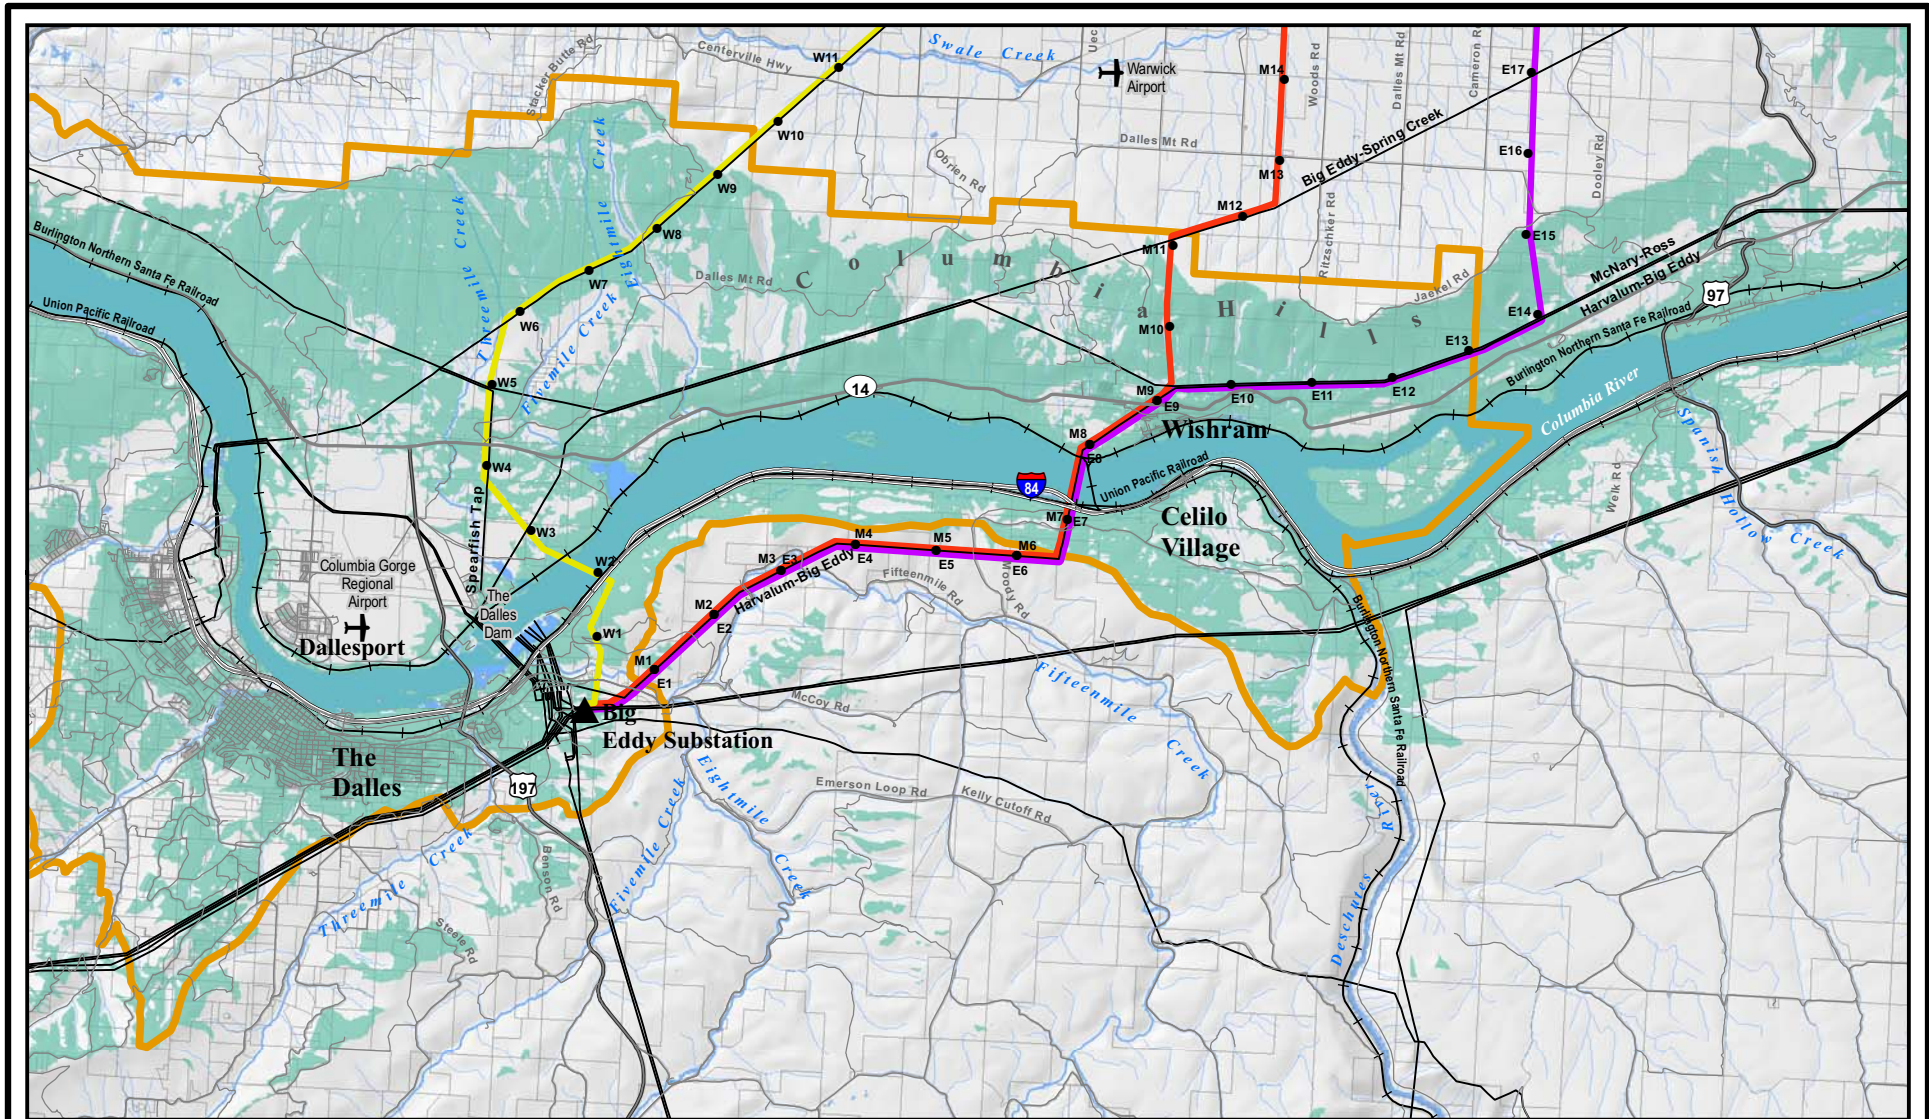 W11
Centerville Hwy
Swale Creek
Uec
Warwick
Airport
M14
Woods Rd
Dalles Mt Rd
Cameron R
E17
Stacker Butte Rd
W10
Eightmile Creek
Obrien Rd
Dalles Mt Rd
Big Eddy-Spring Creek
E16
Dooley Rd
M13
W9
Threemile Creek
M12
Ritzschker Rd
W8
M11
E15
Burlington Northern Santa Fe Railroad
Union Pacific Railroad
W7
Dalles Mt Rd
Columbia Hills
Jaekel Rd
McNary-Ross
Harvalum-Big Eddy
97
Burlington Northern Santa Fe Railroad
W6
Fivemile Creek
M10
E14
E13
W5
14
M9
E9
E10
E11
E12
Columbia River
Wishram
M8
E8
Spanish Hollow Creek
W4
Spearfish Tap
84
Union Pacific Railroad
Welk Rd
W3
M7
E7
Celilo
Village
W2
M4
E4
M5
E5
M6
E6
M3
E3
Harvalum-Big Eddy
Fifteenmile Rd
Moody Rd
Columbia Gorge
Regional
Airport
The
Dalles
Dam
M2
E2
Burlington Northern Santa Fe Railroad
Dallesport
W1
M1
E1
Fifteenmile Creek
McCoy Rd
Big
Eddy Substation
The
Dalles
197
Eightmile Creek
Emerson Loop Rd
Kelly Cutoff Rd
Deschutes River
Threemile Creek
Benson Rd
Fivemile Creek
Steele Rd